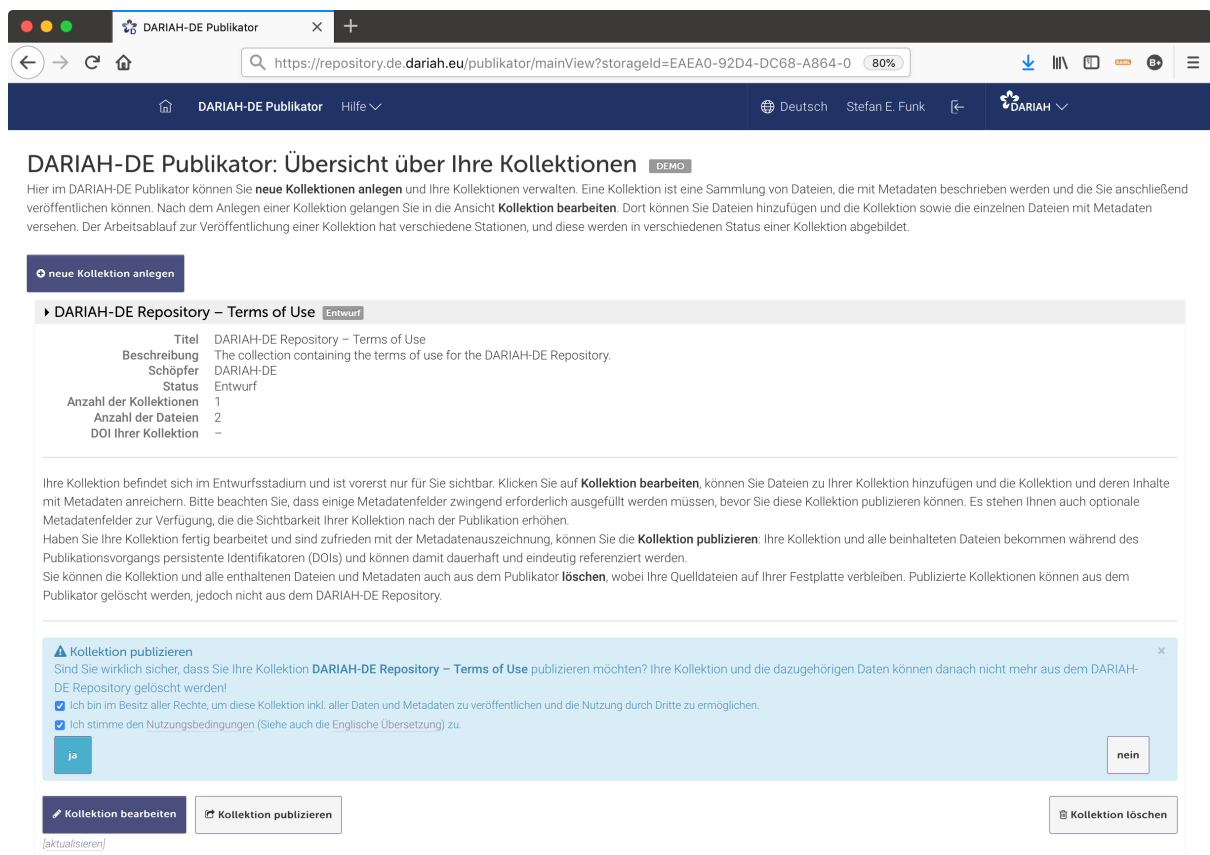 DARIAH-DE Publikator
https://repository.de.dariah.eu/publikator/mainView?storageId=EAEA0-92D4-DC68-A864-0 80%
DARIAH-DE Publikator Hilfe Deutsch Stefan E. Funk DARIAH
DARIAH-DE Publikator: Übersicht über Ihre Kollektionen DEMO
Hier im DARIAH-DE Publikator können Sie neue Kollektionen anlegen und Ihre Kollektionen verwalten. Eine Kollektion ist eine Sammlung von Dateien, die mit Metadaten beschrieben werden und die Sie anschließend
veröffentlichen können. Nach dem Anlegen einer Kollektion gelangen Sie in die Ansicht Kollektion bearbeiten. Dort können Sie Dateien hinzufügen und die Kollektion sowie die einzelnen Dateien mit Metadaten
versehen. Der Arbeitsablauf zur Veröffentlichung einer Kollektion hat verschiedene Stationen, und diese werden in verschiedenen Status einer Kollektion abgebildet.
neue Kollektion anlegen
DARIAH-DE Repository – Terms of Use Entwurf
Titel DARIAH-DE Repository – Terms of Use
Beschreibung The collection containing the terms of use for the DARIAH-DE Repository.
Schöpfer DARIAH-DE
Status Entwurf
Anzahl der Kollektionen 1
Anzahl der Dateien 2
DOI Ihrer Kollektion –
Ihre Kollektion befindet sich im Entwurfsstadium und ist vorerst nur für Sie sichtbar. Klicken Sie auf Kollektion bearbeiten, können Sie Dateien zu Ihrer Kollektion hinzufügen und die Kollektion und deren Inhalte
mit Metadaten anreichern. Bitte beachten Sie, dass einige Metadatenfelder zwingend erforderlich ausgefüllt werden müssen, bevor Sie diese Kollektion publizieren können. Es stehen Ihnen auch optionale
Metadatenfelder zur Verfügung, die die Sichtbarkeit Ihrer Kollektion nach der Publikation erhöhen.
Haben Sie Ihre Kollektion fertig bearbeitet und sind zufrieden mit der Metadatenauszeichnung, können Sie die Kollektion publizieren: Ihre Kollektion und alle beinhalteten Dateien bekommen während des
Publikationsvorgangs persistente Identifikatoren (DOIs) und können damit dauerhaft und eindeutig referenziert werden.
Sie können die Kollektion und alle enthaltenen Dateien und Metadaten auch aus dem Publikator löschen, wobei Ihre Quelldateien auf Ihrer Festplatte verbleiben. Publizierte Kollektionen können aus dem
Publikator gelöscht werden, jedoch nicht aus dem DARIAH-DE Repository.
Kollektion publizieren ×
Sind Sie wirklich sicher, dass Sie Ihre Kollektion DARIAH-DE Repository – Terms of Use publizieren möchten? Ihre Kollektion und die dazugehörigen Daten können danach nicht mehr aus dem DARIAH-
DE Repository gelöscht werden!
Ich bin im Besitz aller Rechte, um diese Kollektion inkl. aller Daten und Metadaten zu veröffentlichen und die Nutzung durch Dritte zu ermöglichen.
Ich stimme den Nutzungsbedingungen (Siehe auch die Englische Übersetzung) zu.
ja nein
Kollektion bearbeiten Kollektion publizieren Kollektion löschen
[aktualisieren]